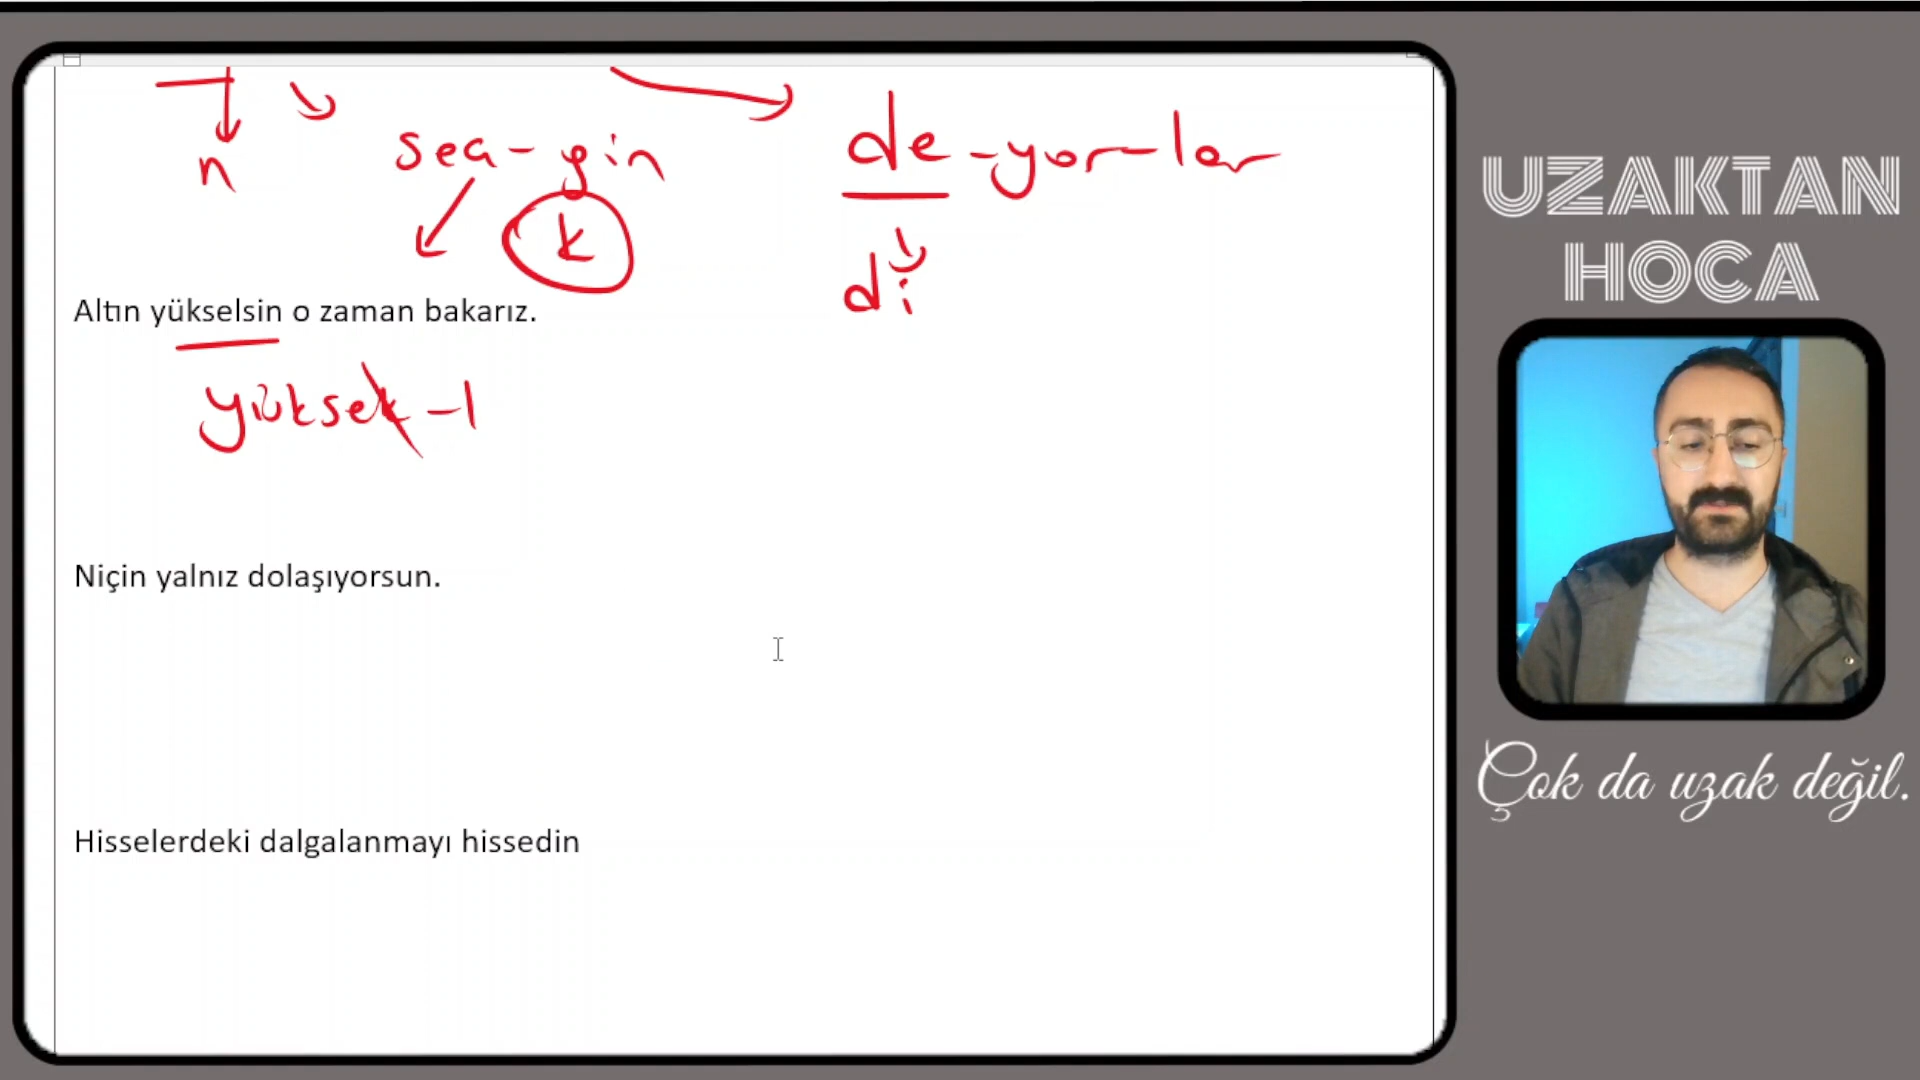 n
seç-gin
de-yor-lar
k
di
Altın yükselsin o zaman bakarız.
yüksek-l
Niçin yalnız dolaşıyorsun.
Hisselerdeki dalgalanmayı hissedin
UZAKTAN
HOCA
Çok da uzak değil.